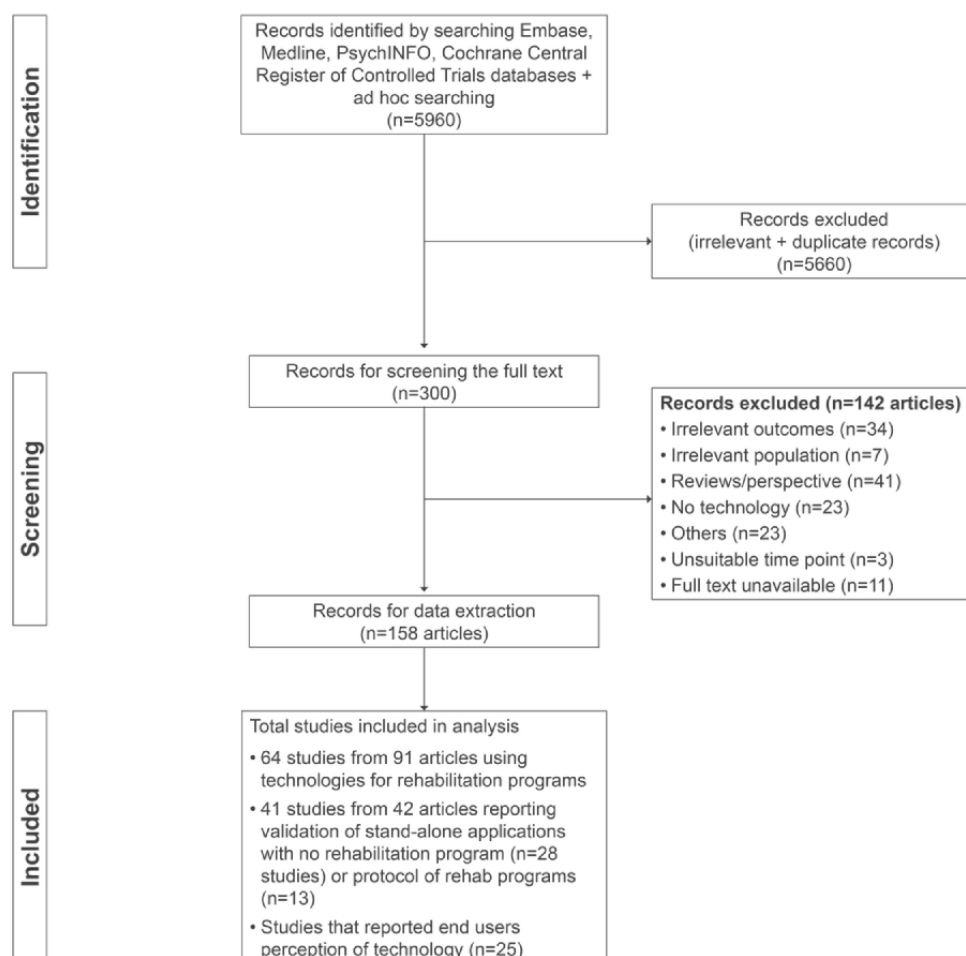 Identification
Records identified by searching Embase,
Medline, PsychINFO, Cochrane Central
Register of Controlled Trials databases +
ad hoc searching
(n=5960)
Records excluded
(irrelevant + duplicate records)
(n=5660)
Screening
Records for screening the full text
(n=300)
Records excluded (n=142 articles)
• Irrelevant outcomes (n=34)
• Irrelevant population (n=7)
• Reviews/perspective (n=41)
• No technology (n=23)
• Others (n=23)
• Unsuitable time point (n=3)
• Full text unavailable (n=11)
Records for data extraction
(n=158 articles)
Included
Total studies included in analysis
• 64 studies from 91 articles using
technologies for rehabilitation programs
• 41 studies from 42 articles reporting
validation of stand-alone applications
with no rehabilitation program (n=28
studies) or protocol of rehab programs
(n=13)
• Studies that reported end users
perception of technology (n=25)